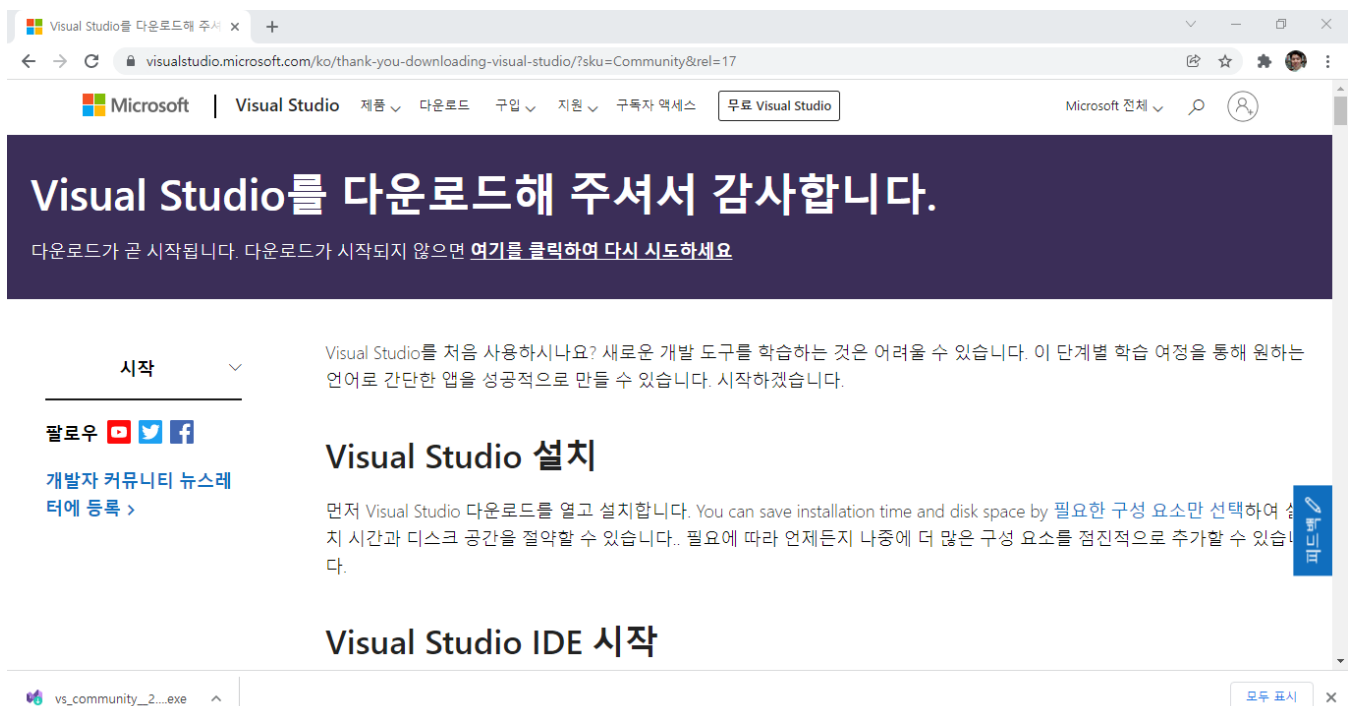 Visual Studio를 다운로드해 주셔
visualstudio.microsoft.com/ko/thank-you-downloading-visual-studio/?sku=Community&rel=17
Microsoft | Visual Studio 제품 다운로드 구입 지원 구독자 액세스 무료 Visual Studio Microsoft 전체
Visual Studio를 다운로드해 주셔서 감사합니다.
다운로드가 곧 시작됩니다. 다운로드가 시작되지 않으면 여기를 클릭하여 다시 시도하세요
시작
팔로우
개발자 커뮤니티 뉴스레
터에 등록 >
Visual Studio를 처음 사용하시나요? 새로운 개발 도구를 학습하는 것은 어려울 수 있습니다. 이 단계별 학습 여정을 통해 원하는
언어로 간단한 앱을 성공적으로 만들 수 있습니다. 시작하겠습니다.
Visual Studio 설치
먼저 Visual Studio 다운로드를 열고 설치합니다. You can save installation time and disk space by 필요한 구성 요소만 선택하여
치 시간과 디스크 공간을 절약할 수 있습니다.. 필요에 따라 언제든지 나중에 더 많은 구성 요소를 점진적으로 추가할 수 있습
다.
피드백
Visual Studio IDE 시작
vs_community__2....exe
모두 표시